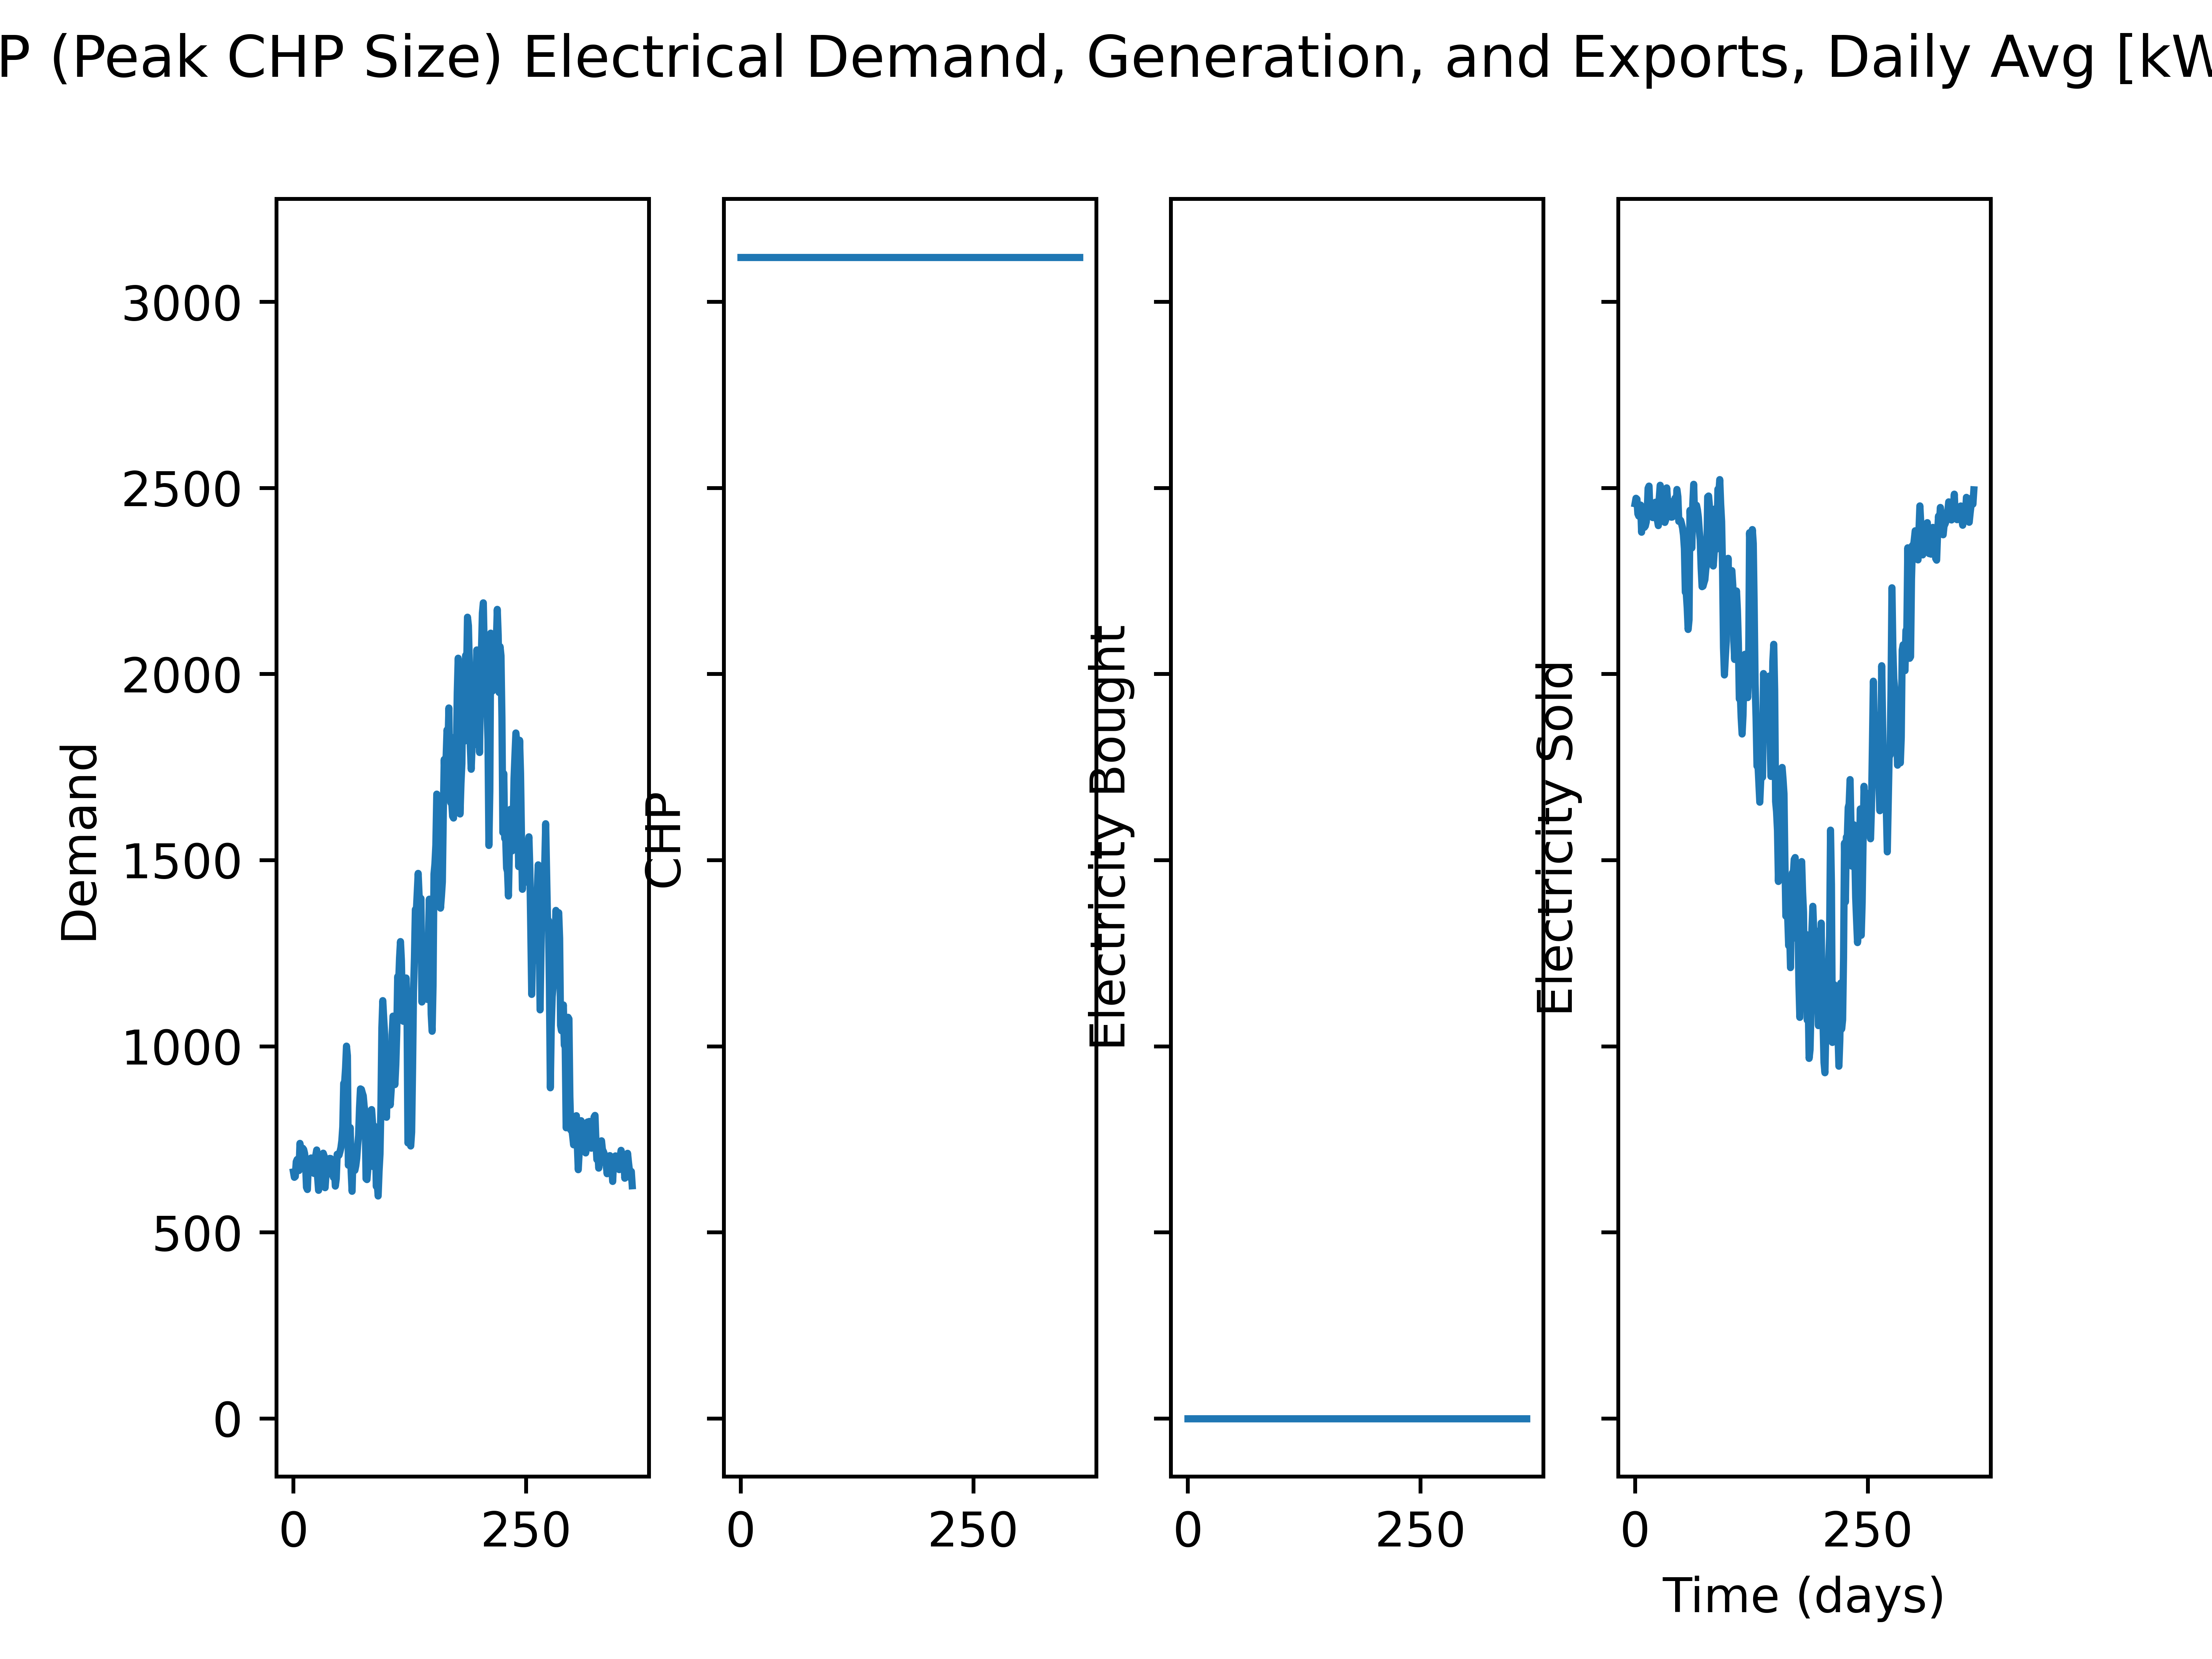 P (Peak CHP Size) Electrical Demand, Generation, and Exports, Daily Avg [kW
3000
2500
2000
1500
1000
500
0
Demand
CHP
Electricity Bought
Electricity Sold
0 250
0 250
0 250
0 250
Time (days)